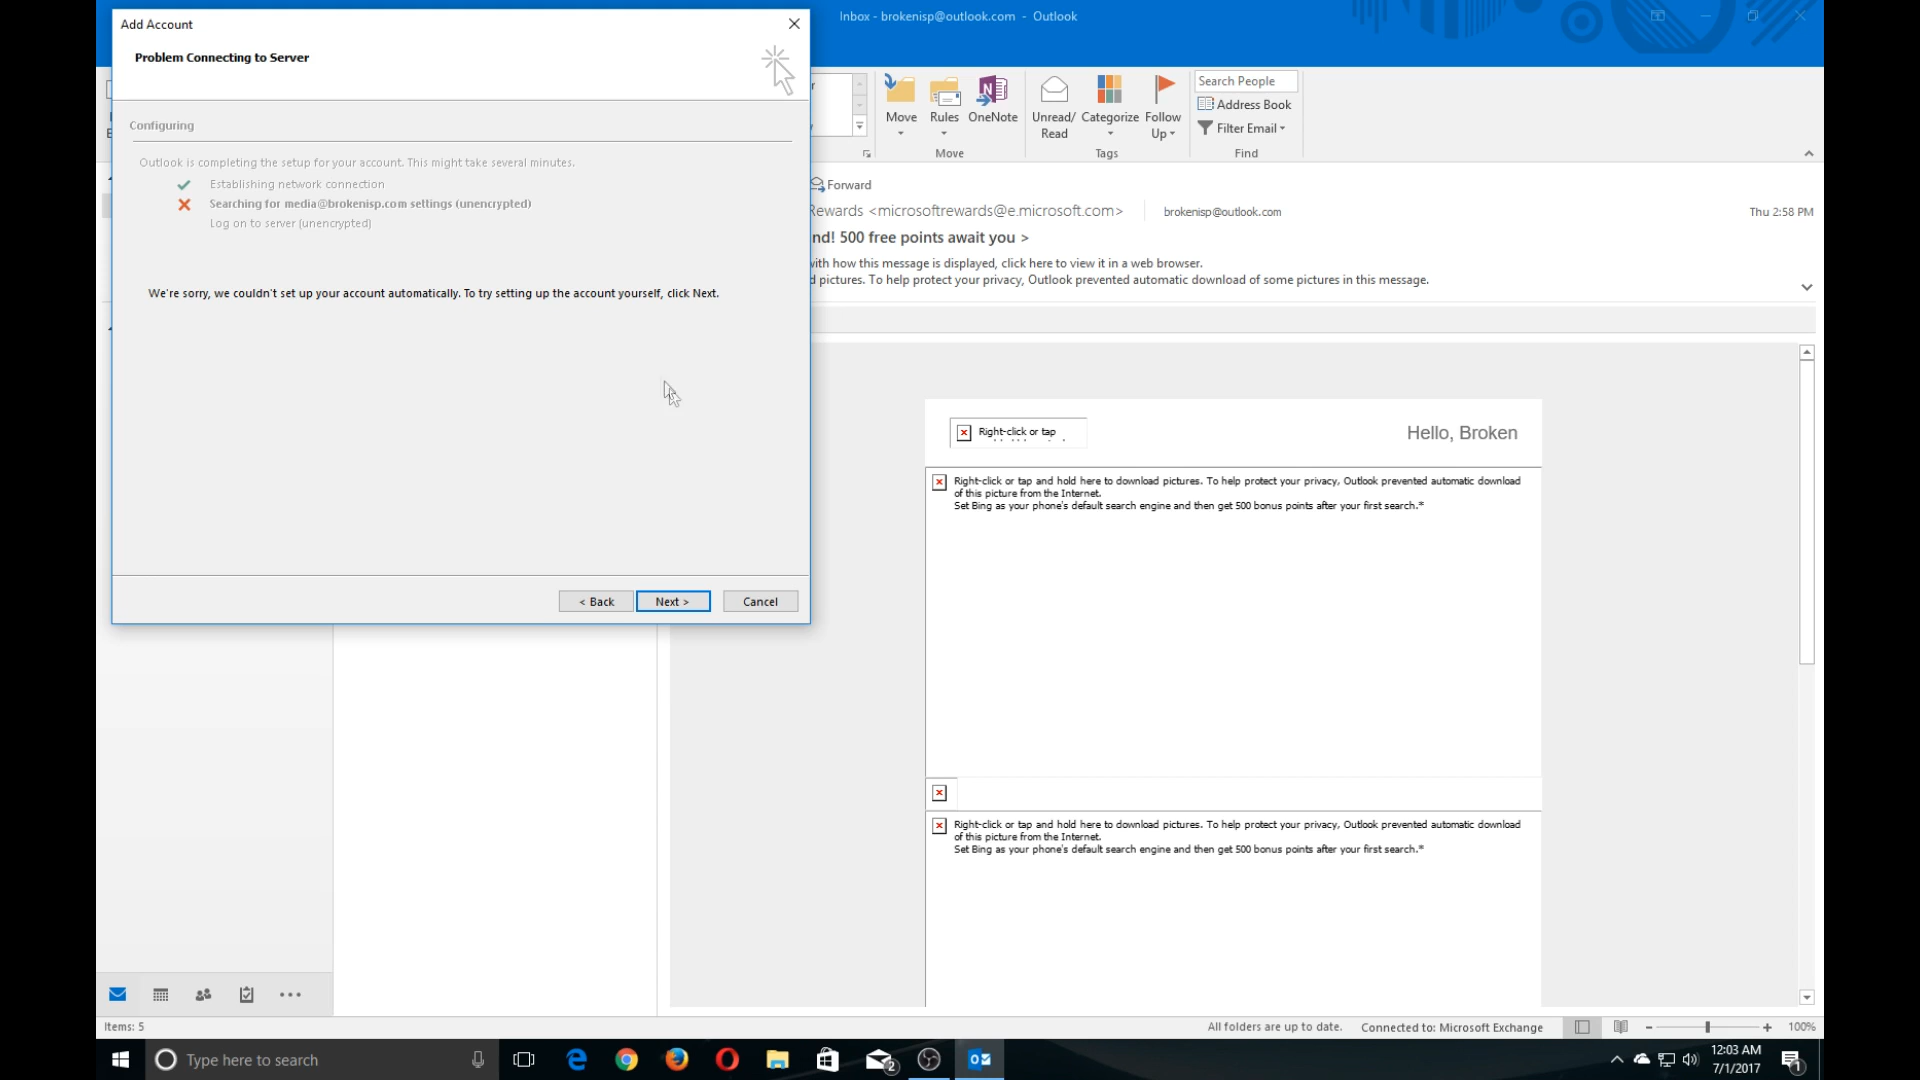 Add Account
Problem Connecting to Server
Configuring
Outlook is completing the setup for your account. This might take several minutes.
Establishing network connection
Searching for media@brokenisp.com settings (unencrypted)
Log on to server (unencrypted)
We're sorry, we couldn't set up your account automatically. To try setting up the account yourself, click Next.
< Back
Next >
Cancel
Inbox - brokenisp@outlook.com - Outlook
Move
Rules
OneNote
Unread/
Read
Categorize
Follow
Up
Search People
Address Book
Filter Email
Move
Tags
Find
Forward
Rewards <microsoftrewards@e.microsoft.com>
brokenisp@outlook.com
Thu 2:58 PM
nd! 500 free points await you >
with how this message is displayed, click here to view it in a web browser.
d pictures. To help protect your privacy, Outlook prevented automatic download of some pictures in this message.
Right-click or tap
Hello, Broken
Right-click or tap and hold here to download pictures. To help protect your privacy, Outlook prevented automatic download
of this picture from the Internet.
Set Bing as your phone's default search engine and then get 500 bonus points after your first search.*
Right-click or tap and hold here to download pictures. To help protect your privacy, Outlook prevented automatic download
of this picture from the Internet.
Set Bing as your phone's default search engine and then get 500 bonus points after your first search.*
Items: 5
All folders are up to date.
Connected to: Microsoft Exchange
100%
Type here to search
2
12:03 AM
7/1/2017
1